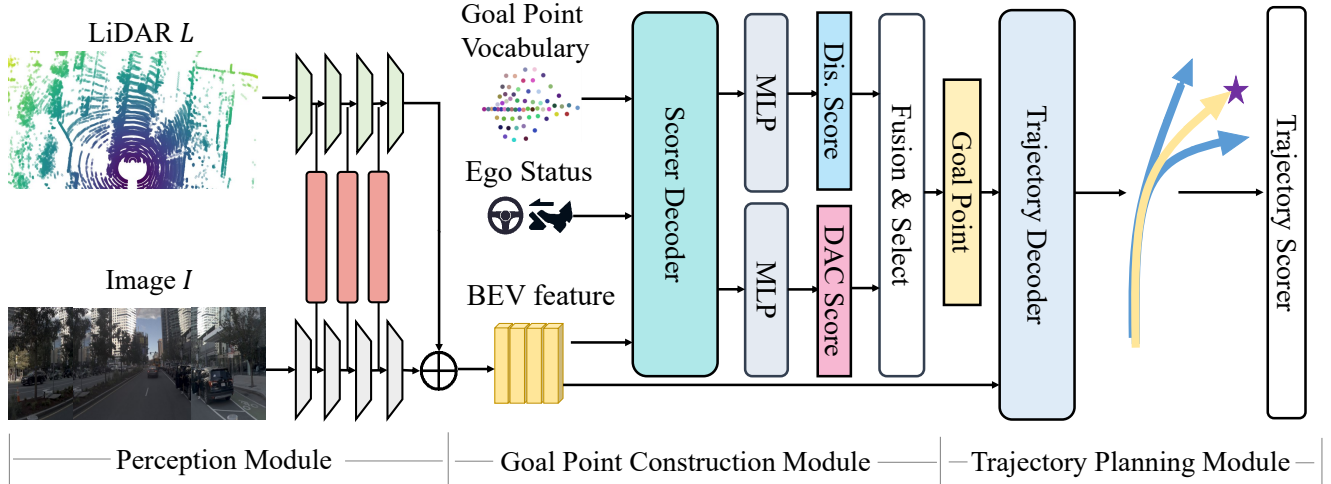 LiDAR L
Image I
Goal Point
Vocabulary
Ego Status
BEV feature
Scorer Decoder
MLP
Dis. Score
MLP
DAC Score
Fusion & Select
Goal Point
Trajectory Decoder
Trajectory Scorer
Perception Module
Goal Point Construction Module
Trajectory Planning Module